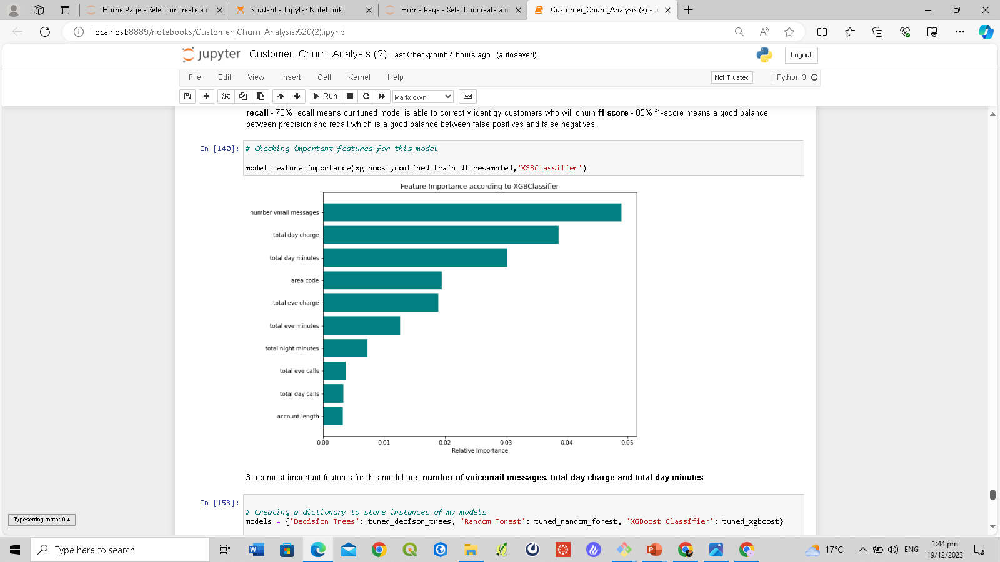 Home Page - Select or create a n
student - Jupyter Notebook
Home Page - Select or create a n
Customer_Churn_Analysis (2) - Ju
localhost:8889/notebooks/Customer_Churn_Analysis%20(2).ipynb
jupyter Customer_Churn_Analysis (2) Last Checkpoint: 4 hours ago (autosaved)
Logout
File Edit View Insert Cell Kernel Help
Not Trusted Python 3
Run Markdown
recall - 78% recall means our tuned model is able to correctly identigy customers who will churn f1-score - 85% f1-score means a good balance
between precision and recall which is a good balance between false positives and false negatives.
In [140]: # Checking important features for this model
model_feature_importance(xg_boost,combined_train_df_resampled,'XGBClassifier')
Feature Importance according to XGBClassifier
number vmail messages
total day charge
total day minutes
area code
total eve charge
total eve minutes
total night minutes
total eve calls
total day calls
account length
0.00 0.01 0.02 0.03 0.04 0.05
Relative Importance
3 top most important features for this model are: number of voicemail messages, total day charge and total day minutes
In [153]:
# Creating a dictionary to store instances of my models
models = {'Decision Trees': tuned_decison_trees, 'Random Forest': tuned_random_forest, 'XGBoost Classifier': tuned_xgboost}
Typesetting math: 0%
Type here to search
17°C
ENG
1:44 pm
19/12/2023